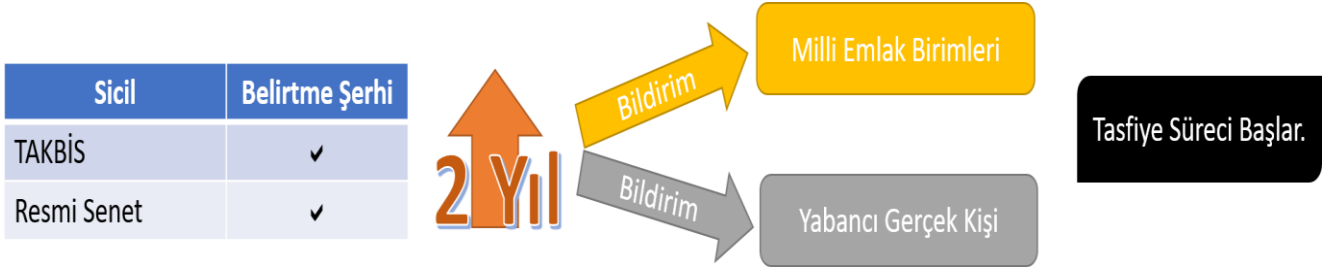 Sicil Belirtme Şerhi
TAKBİS ✓
Resmi Senet ✓
2 Yıl
Bildirim
Milli Emlak Birimleri
Bildirim
Yabancı Gerçek Kişi
Tasfiye Süreci Başlar.